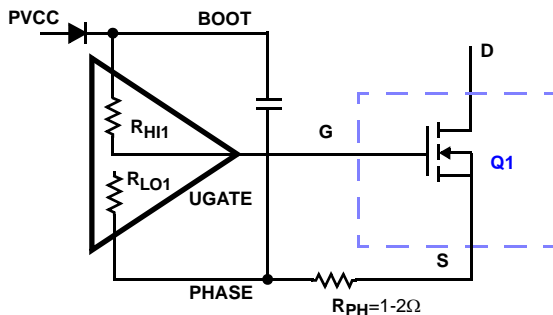 PVCC
BOOT
D
R_HI1
G
Q1
R_LO1
UGATE
S
PHASE
R_PH=1-2Ω